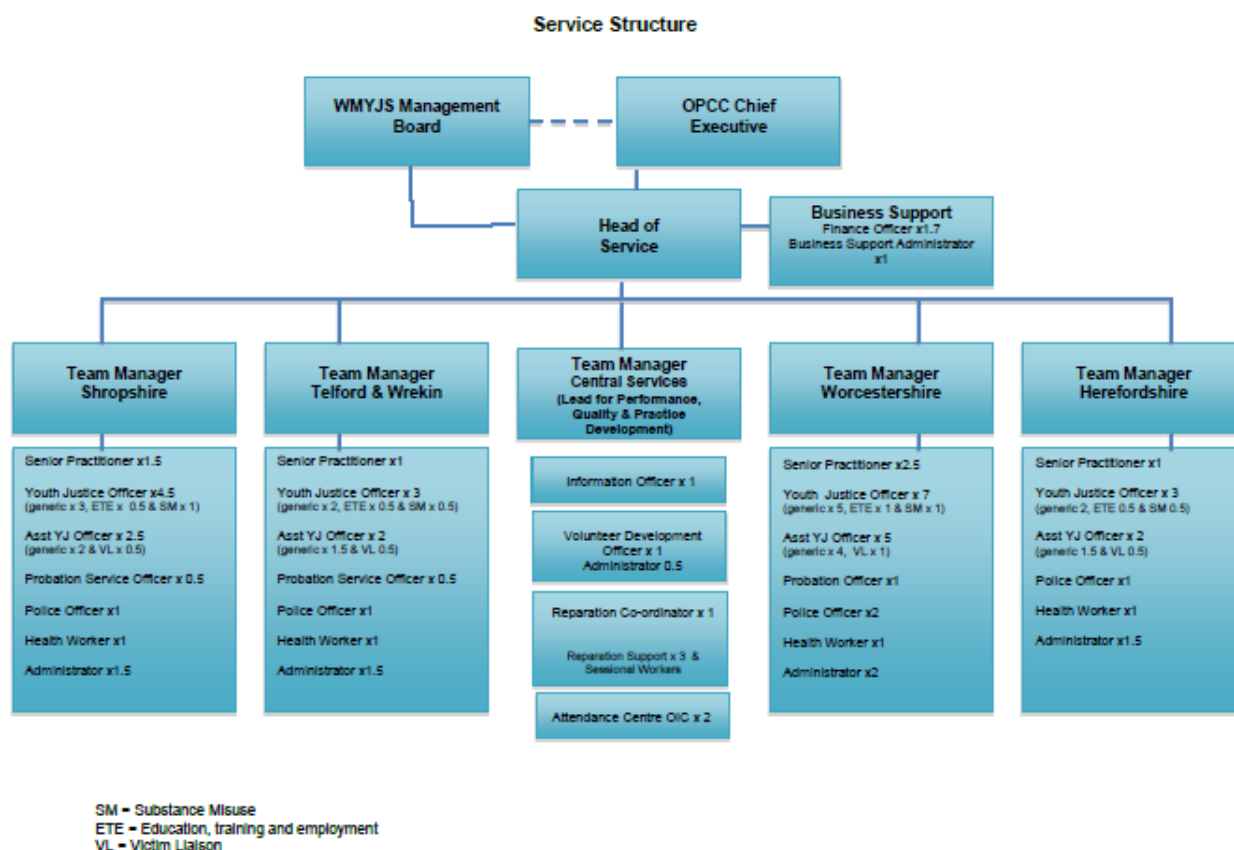 Service Structure
WMYJS Management
Board
OPCC Chief
Executive
Head of
Service
Business Support
Finance Officer x1.7
Business Support Administrator
x1
Team Manager
Shropshire
Team Manager
Telford & Wrekin
Team Manager
Central Services
(Lead for Performance,
Quality & Practice
Development)
Team Manager
Worcestershire
Team Manager
Herefordshire
Senior Practitioner x1.5
Youth Justice Officer x4.5
(generic x 3, ETE x 0.5 & SM x 1)
Asst YJ Officer x 2.5
(generic x 2 & VL x 0.5)
Probation Service Officer x 0.5
Police Officer x1
Health Worker x1
Administrator x1.5
Senior Practitioner x1
Youth Justice Officer x 3
(generic x 2, ETE x 0.5 & SM x 0.5)
Asst YJ Officer x 2
(generic x 1.5 & VL 0.5)
Probation Service Officer x 0.5
Police Officer x1
Health Worker x1
Administrator x1.5
Information Officer x 1
Volunteer Development
Officer x 1
Administrator 0.5
Reparation Co-ordinator x 1
Reparation Support x 3 &
Sessional Workers
Attendance Centre OIC x 2
Senior Practitioner x2.5
Youth Justice Officer x 7
(generic x 5, ETE x 1 & SM x 1)
Asst YJ Officer x 5
(generic x 4, VL x 1)
Probation Officer x1
Police Officer x2
Health Worker x1
Administrator x2
Senior Practitioner x1
Youth Justice Officer x 3
(generic 2, ETE 0.5 & SM 0.5)
Asst YJ Officer x 2
(generic 1.5 & VL 0.5)
Police Officer x1
Health Worker x1
Administrator x1.5
SM = Substance Misuse
ETE = Education, training and employment
VL = Victim Liaison